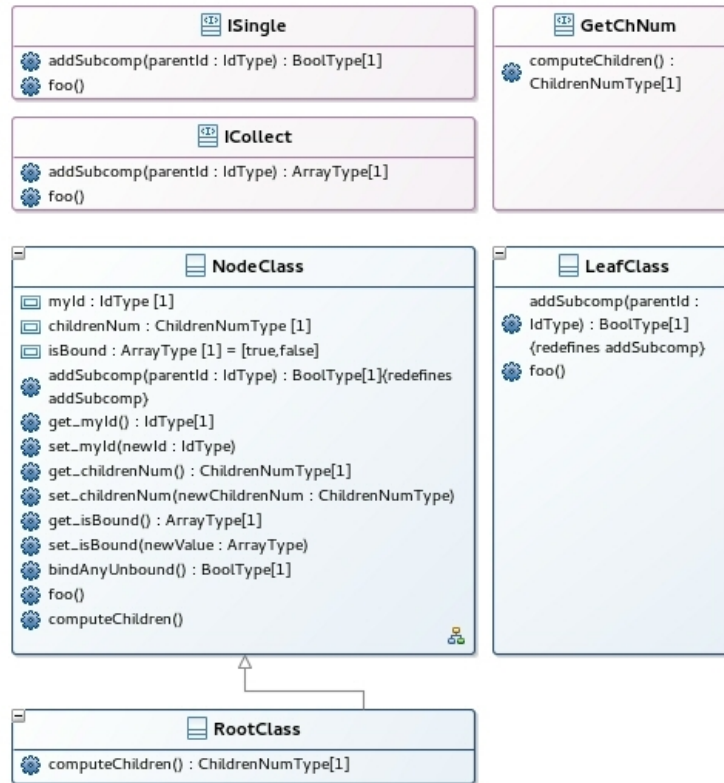 ISingle
addSubcomp(parentId : IdType) : BoolType[1]
foo()
GetChNum
computeChildren() :
ChildrenNumType[1]
ICollect
addSubcomp(parentId : IdType) : ArrayType[1]
foo()
NodeClass
myId : IdType [1]
childrenNum : ChildrenNumType [1]
isBound : ArrayType [1] = [true,false]
addSubcomp(parentId : IdType) : BoolType[1]{redefines
addSubcomp}
get_myId() : IdType[1]
set_myId(newId : IdType)
get_childrenNum() : ChildrenNumType[1]
set_childrenNum(newChildrenNum : ChildrenNumType)
get_isBound() : ArrayType[1]
set_isBound(newValue : ArrayType)
bindAnyUnbound() : BoolType[1]
foo()
computeChildren()
LeafClass
addSubcomp(parentId :
IdType) : BoolType[1]
{redefines addSubcomp}
foo()
RootClass
computeChildren() : ChildrenNumType[1]